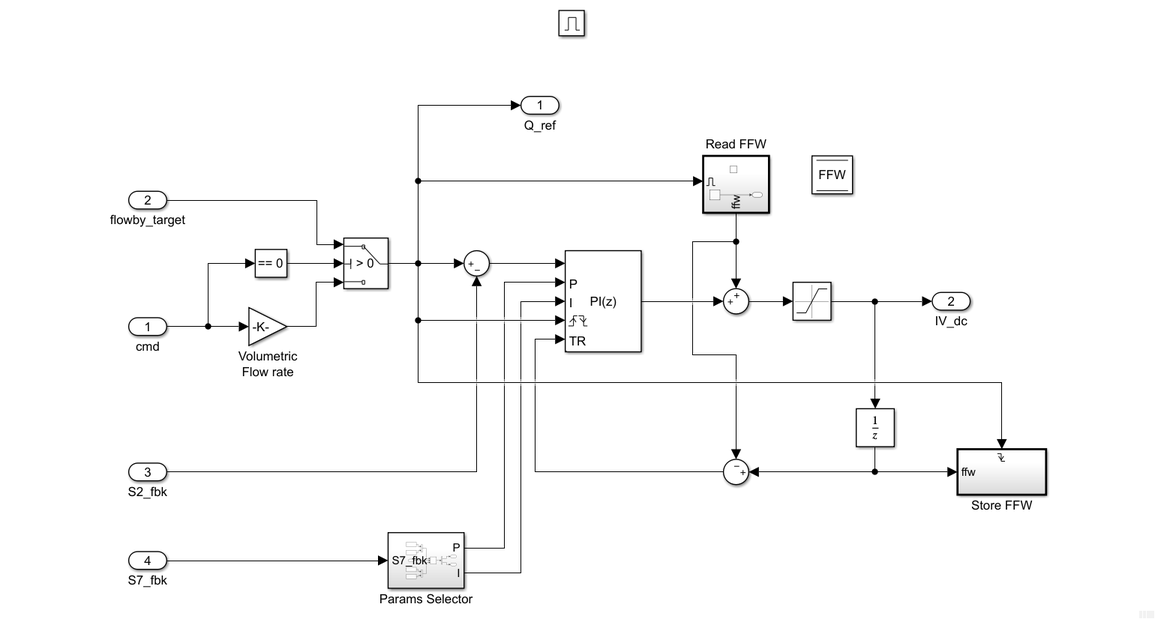 1
Q_ref
Read FFW
ffw
FFW
2
flowby_target
== 0
> 0
+
−
P
I
PI(z)
TR
+
+
2
IV_dc
1
cmd
-K-
Volumetric
Flow rate
1
z
3
S2_fbk
−
+
ffw
Store FFW
4
S7_fbk
S7_fbk
P
I
Params Selector